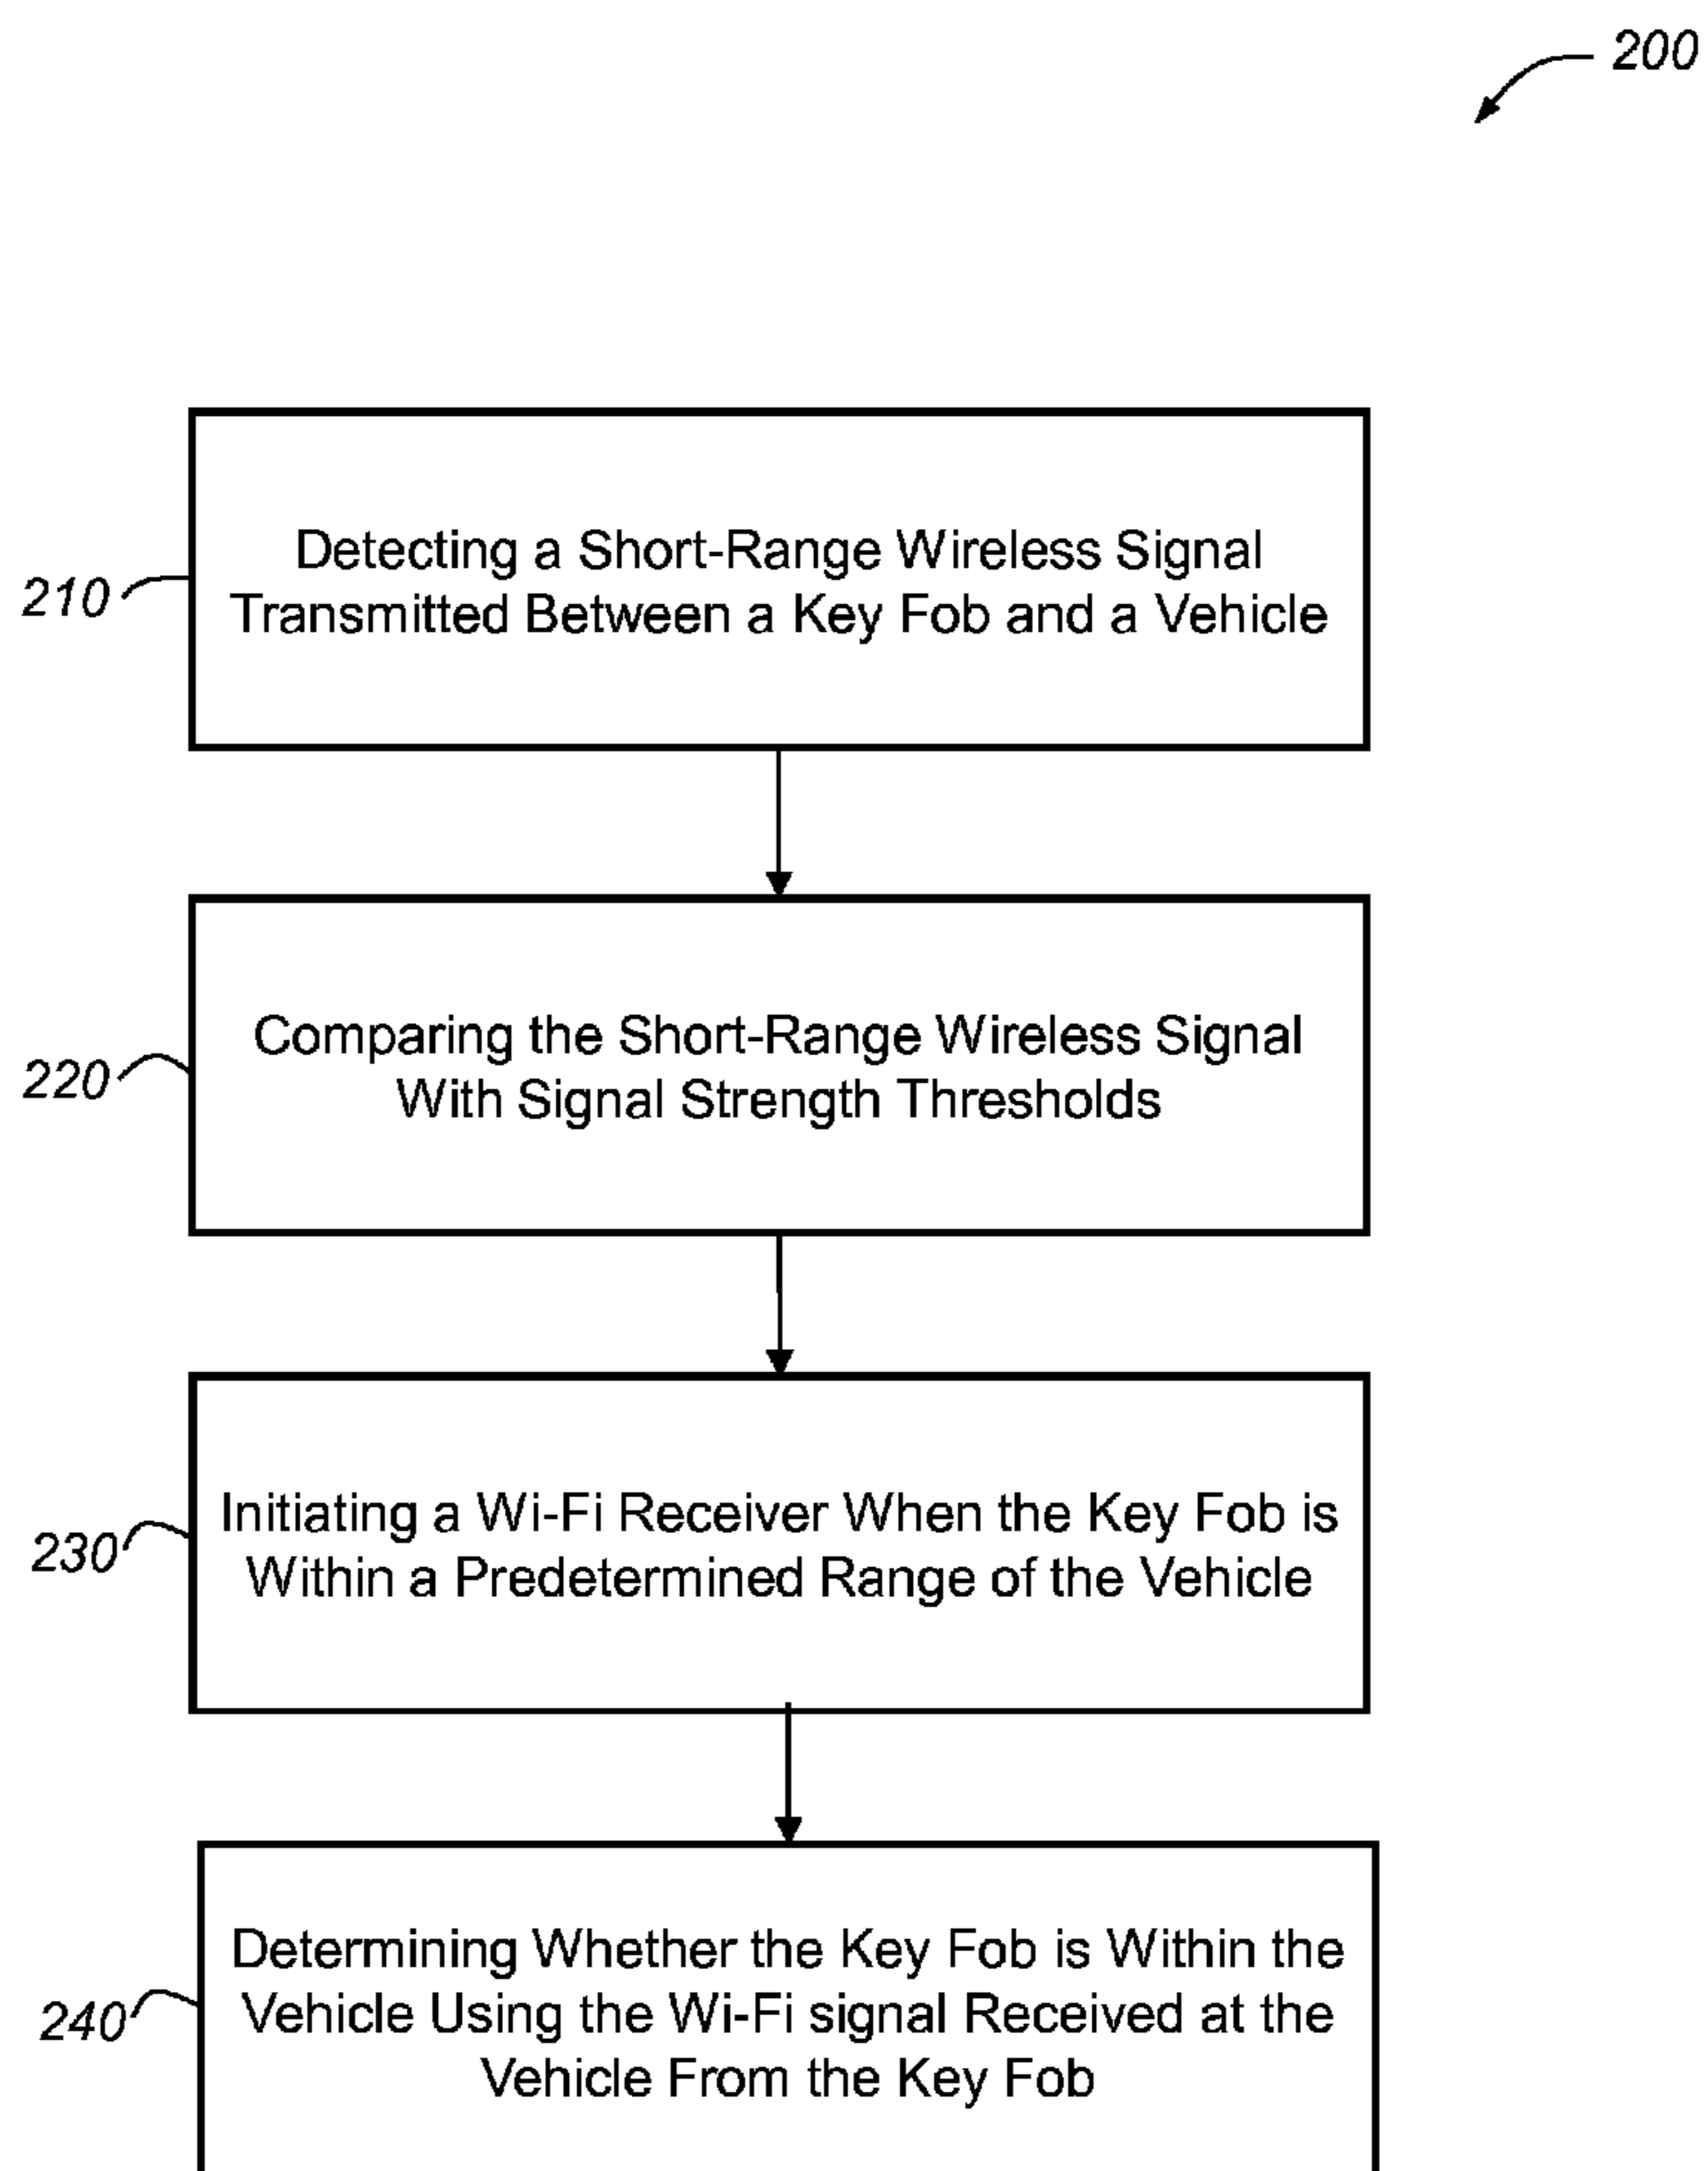 200
210
Detecting a Short-Range Wireless Signal
Transmitted Between a Key Fob and a Vehicle
220
Comparing the Short-Range Wireless Signal
With Signal Strength Thresholds
230
Initiating a Wi-Fi Receiver When the Key Fob is
Within a Predetermined Range of the Vehicle
240
Determining Whether the Key Fob is Within the
Vehicle Using the Wi-Fi signal Received at the
Vehicle From the Key Fob